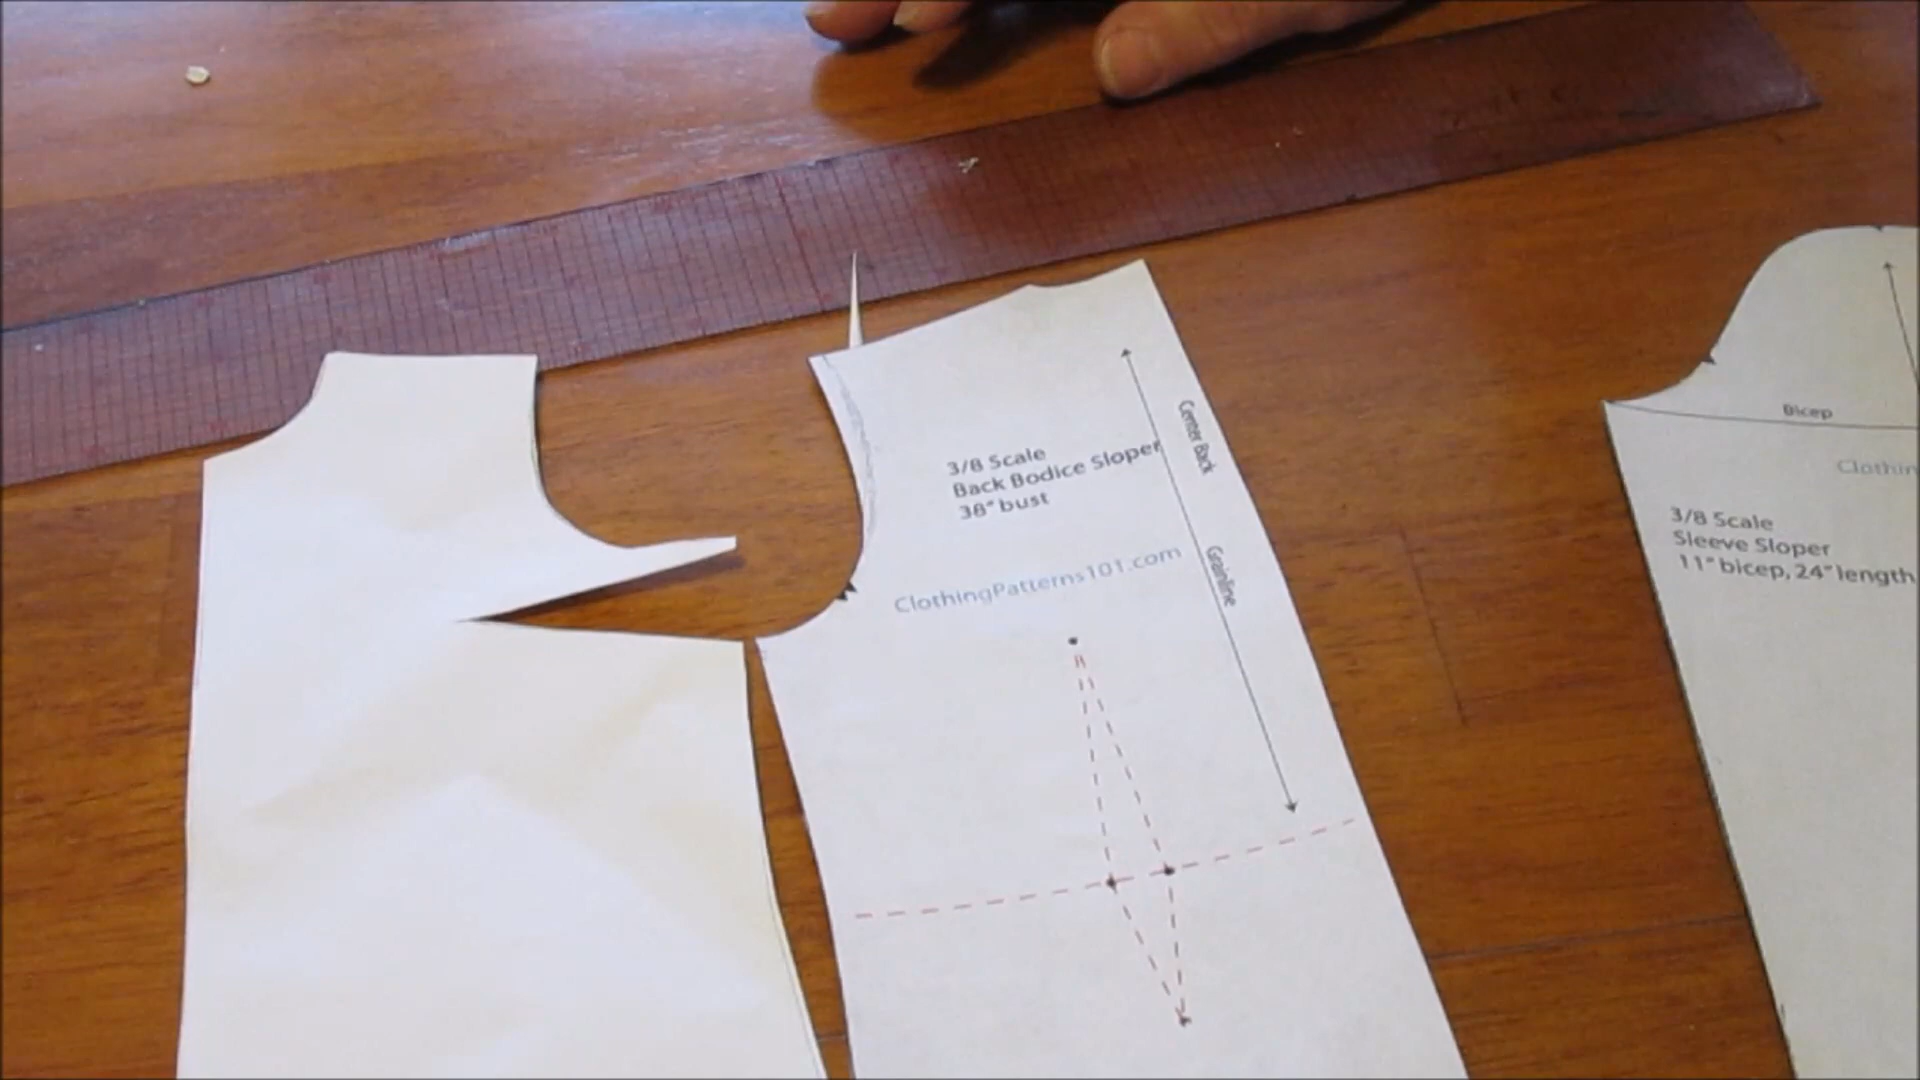 3/8 Scale
Back Bodice Sloper
38" bust
ClothingPatterns101.com
Center Back
Grainline
Bicep
Clothin
3/8 Scale
Sleeve Sloper
11" bicep, 24" length